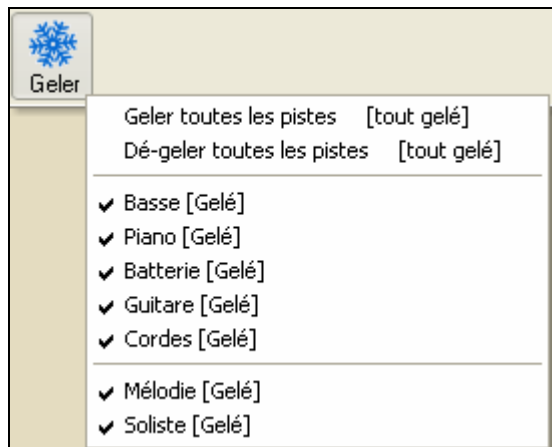 Geler
Geler toutes les pistes [tout gelé]
Dé-geler toutes les pistes [tout gelé]
Basse [Gelé]
Piano [Gelé]
Batterie [Gelé]
Guitare [Gelé]
Cordes [Gelé]
Mélodie [Gelé]
Soliste [Gelé]